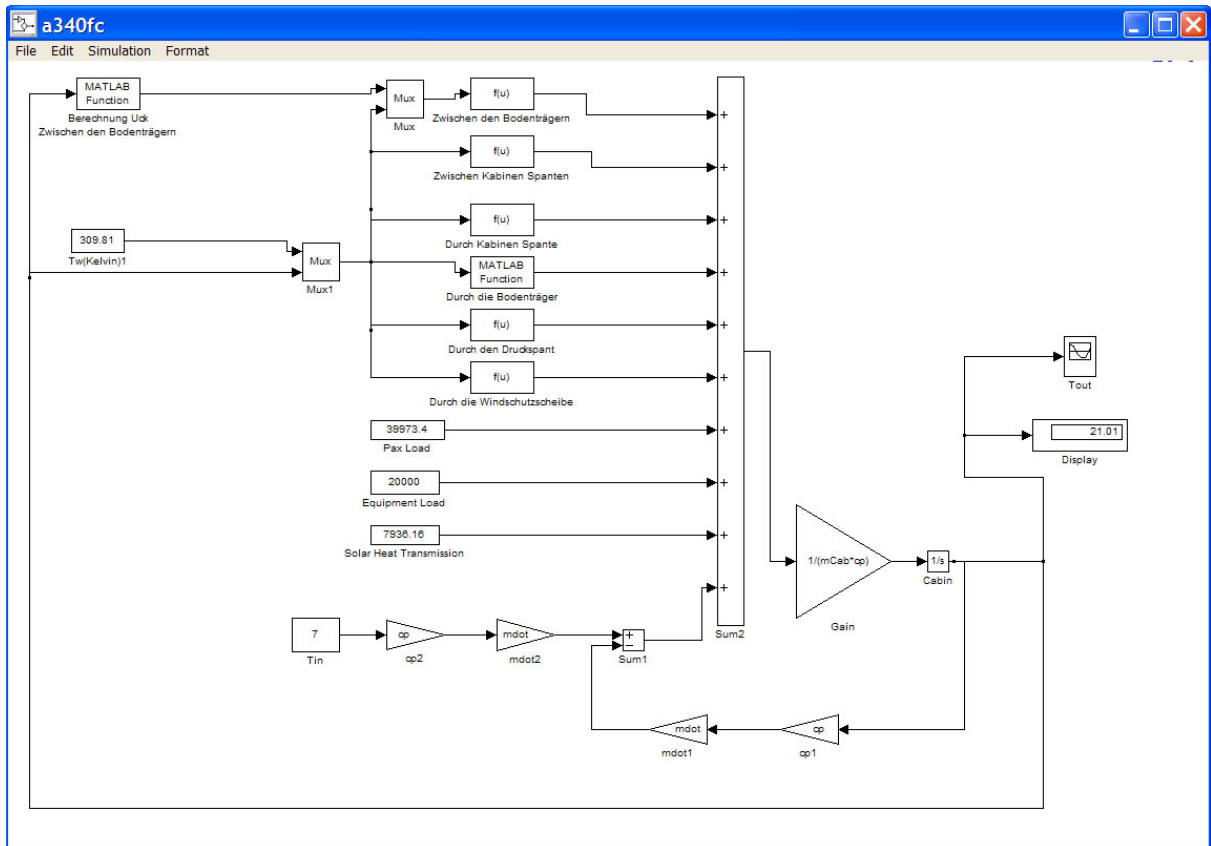 a340fc
File Edit Simulation Format
MATLAB
Function
Berechnung Udk
Zwischen den Bodenträgern
Mux
Mux
f(u)
Zwischen den Bodenträgern
+
f(u)
Zwischen Kabinen Spanten
+
309.81
Tw(Kelvin)1
Mux
Mux1
f(u)
Durch Kabinen Spante
+
MATLAB
Function
Durch die Bodenträger
+
f(u)
Durch den Druckspant
+
f(u)
Durch die Windschutzscheibe
+
39973.4
Pax Load
+
20000
Equipment Load
+
7936.16
Solar Heat Transmission
+
+
Sum2
Tout
21.01
Display
1/(mCab*cp)
Gain
1/s
Cabin
7
Tin
cp
cp2
mdot
mdot2
+
−
Sum1
mdot
mdot1
cp
cp1